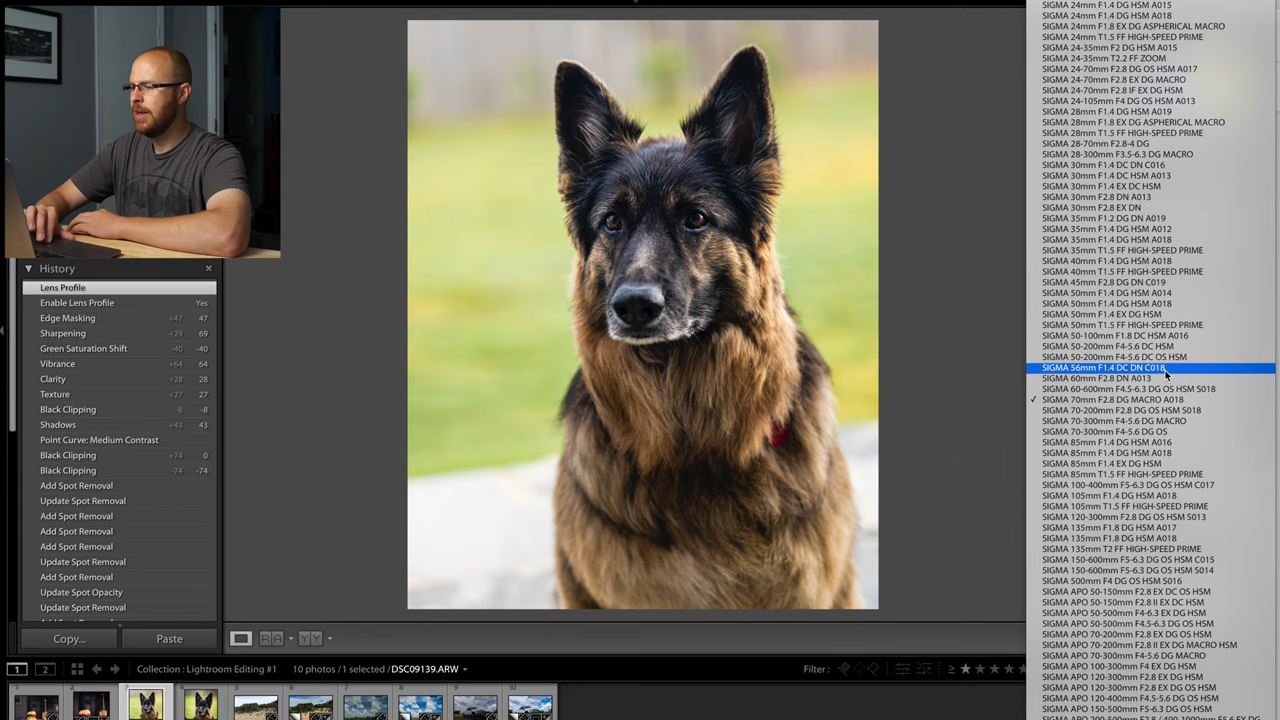 History ×
Lens Profile
Enable Lens Profile Yes
Edge Masking +47 47
Sharpening +29 69
Green Saturation Shift -40 -40
Vibrance +64 64
Clarity +28 28
Texture +27 27
Black Clipping -8 -8
Shadows +43 43
Point Curve: Medium Contrast
Black Clipping +74 0
Black Clipping -74 -74
Add Spot Removal
Update Spot Removal
Add Spot Removal
Add Spot Removal
Add Spot Removal
Update Spot Removal
Add Spot Removal
Update Spot Opacity
Update Spot Removal
Copy... Paste
SIGMA 24mm F1.4 DG HSM A015
SIGMA 24mm F1.4 DG HSM A018
SIGMA 24mm F1.8 EX DG ASPHERICAL MACRO
SIGMA 24mm T1.5 FF HIGH-SPEED PRIME
SIGMA 24-35mm F2 DG HSM A015
SIGMA 24-35mm T2.2 FF ZOOM
SIGMA 24-70mm F2.8 DG OS HSM A017
SIGMA 24-70mm F2.8 EX DG MACRO
SIGMA 24-70mm F2.8 IF EX DG HSM
SIGMA 24-105mm F4 DG OS HSM A013
SIGMA 28mm F1.4 DG HSM A019
SIGMA 28mm F1.8 EX DG ASPHERICAL MACRO
SIGMA 28mm T1.5 FF HIGH-SPEED PRIME
SIGMA 28-70mm F2.8-4 DG
SIGMA 28-300mm F3.5-6.3 DG MACRO
SIGMA 30mm F1.4 DC DN C016
SIGMA 30mm F1.4 DC HSM A013
SIGMA 30mm F1.4 EX DC HSM
SIGMA 30mm F2.8 DN A013
SIGMA 30mm F2.8 EX DN
SIGMA 35mm F1.2 DG DN A019
SIGMA 35mm F1.4 DG HSM A012
SIGMA 35mm F1.4 DG HSM A018
SIGMA 35mm T1.5 FF HIGH-SPEED PRIME
SIGMA 40mm F1.4 DG HSM A018
SIGMA 40mm T1.5 FF HIGH-SPEED PRIME
SIGMA 45mm F2.8 DG DN C019
SIGMA 50mm F1.4 DG HSM A014
SIGMA 50mm F1.4 DG HSM A018
SIGMA 50mm F1.4 EX DG HSM
SIGMA 50mm T1.5 FF HIGH-SPEED PRIME
SIGMA 50-100mm F1.8 DC HSM A016
SIGMA 50-200mm F4-5.6 DC HSM
SIGMA 50-200mm F4-5.6 DC OS HSM
SIGMA 56mm F1.4 DC DN C018
SIGMA 60mm F2.8 DN A013
SIGMA 60-600mm F4.5-6.3 DG OS HSM S018
✓ SIGMA 70mm F2.8 DG MACRO A018
SIGMA 70-200mm F2.8 DG OS HSM S018
SIGMA 70-300mm F4-5.6 DG MACRO
SIGMA 70-300mm F4-5.6 DG OS
SIGMA 85mm F1.4 DG HSM A016
SIGMA 85mm F1.4 DG HSM A018
SIGMA 85mm F1.4 EX DG HSM
SIGMA 85mm T1.5 FF HIGH-SPEED PRIME
SIGMA 100-400mm F5-6.3 DG OS HSM C017
SIGMA 105mm F1.4 DG HSM A018
SIGMA 105mm T1.5 FF HIGH-SPEED PRIME
SIGMA 120-300mm F2.8 DG OS HSM S013
SIGMA 135mm F1.8 DG HSM A017
SIGMA 135mm F1.8 DG HSM A018
SIGMA 135mm T2 FF HIGH-SPEED PRIME
SIGMA 150-600mm F5-6.3 DG OS HSM C015
SIGMA 150-600mm F5-6.3 DG OS HSM S014
SIGMA 500mm F4 DG OS HSM S016
SIGMA APO 50-150mm F2.8 EX DC OS HSM
SIGMA APO 50-150mm F2.8 II EX DC HSM
SIGMA APO 50-500mm F4-6.3 EX DG HSM
SIGMA APO 50-500mm F4.5-6.3 DG OS HSM
SIGMA APO 70-200mm F2.8 EX DG OS HSM
SIGMA APO 70-200mm F2.8 II EX DG MACRO HSM
SIGMA APO 70-300mm F4-5.6 DG MACRO
SIGMA APO 100-300mm F4 EX DG HSM
SIGMA APO 120-300mm F2.8 EX DG HSM
SIGMA APO 120-300mm F2.8 EX DG OS HSM
SIGMA APO 120-400mm F4.5-5.6 DG OS HSM
SIGMA APO 150-500mm F5-6.3 DG OS HSM
1 2 Collection : Lightroom Editing #1 10 photos / 1 selected / DSC09139.ARW Filter :
1 2 3 4 5 6 7 8 9 10